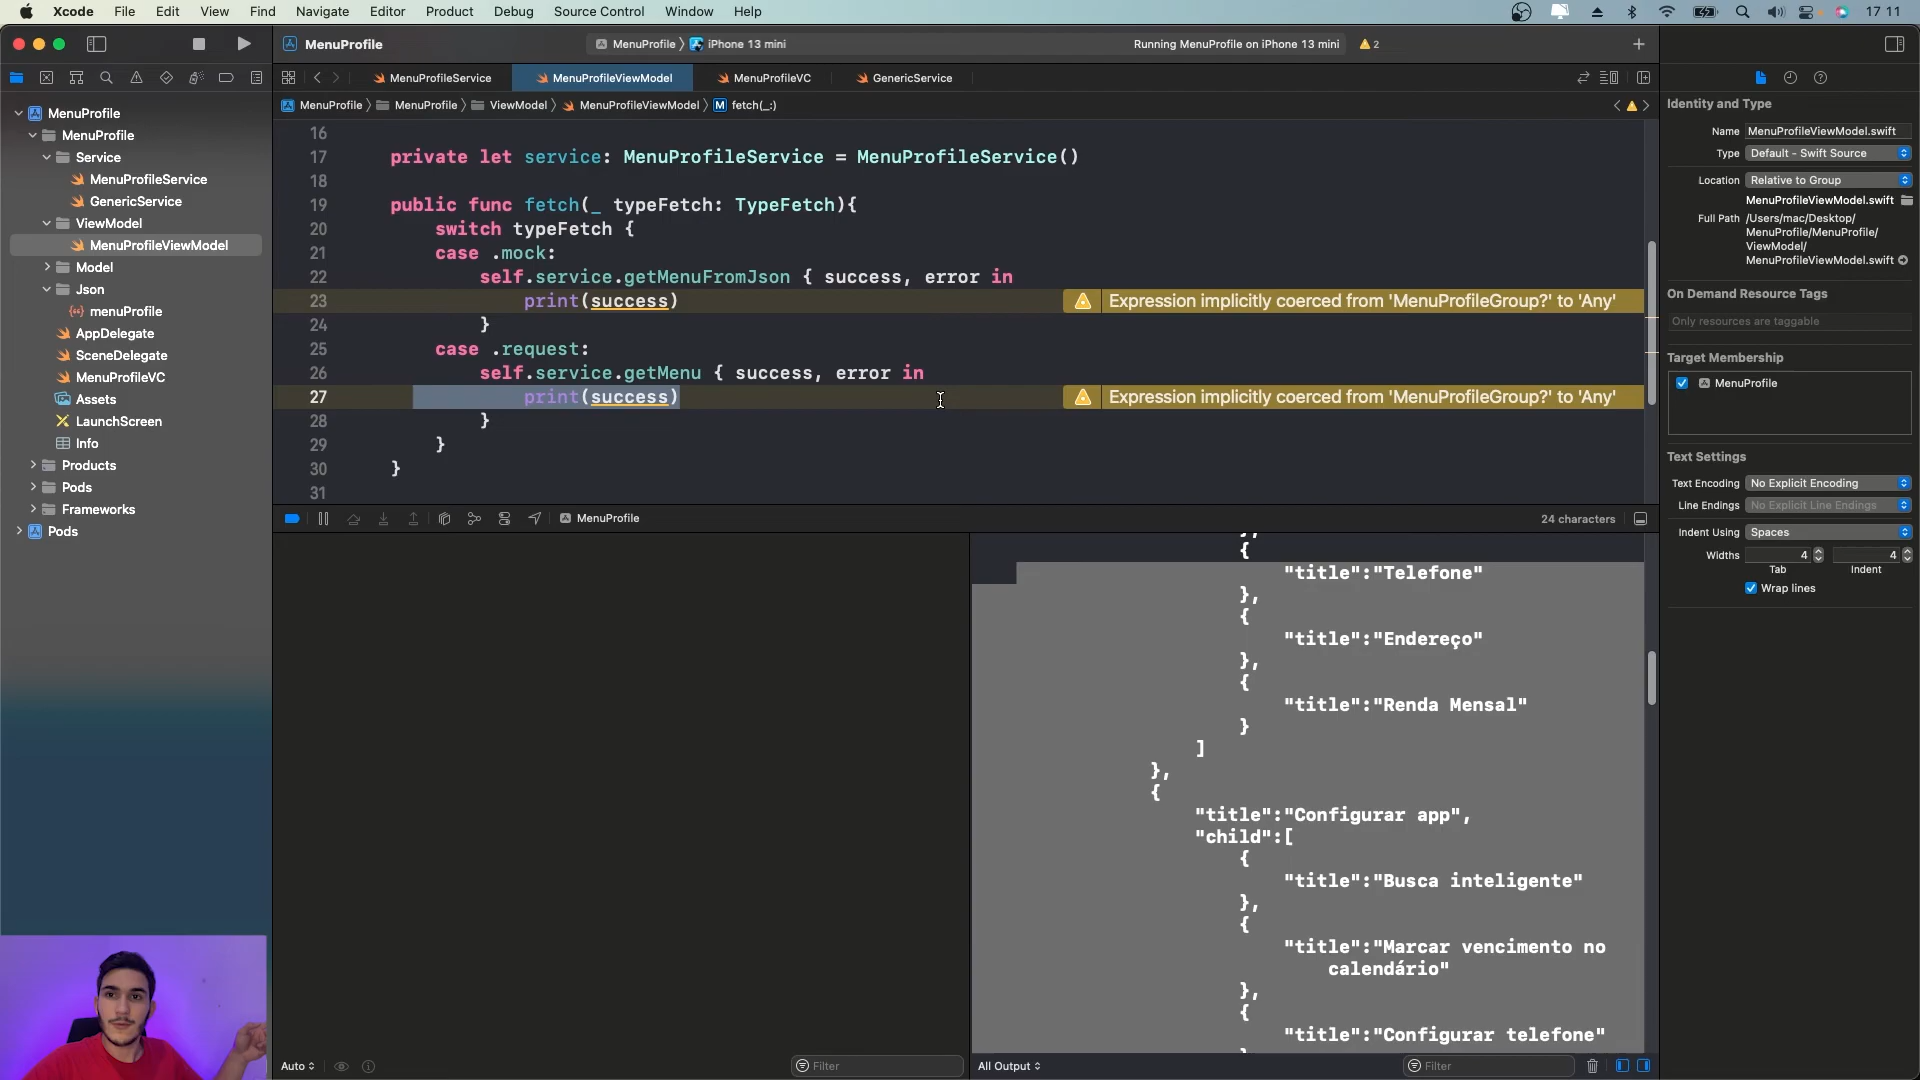 Xcode File Edit View Find Navigate Editor Product Debug Source Control Window Help 17 11
MenuProfile MenuProfile iPhone 13 mini Running MenuProfile on iPhone 13 mini 2
MenuProfileService MenuProfileViewModel MenuProfileVC GenericService
MenuProfile MenuProfile ViewModel MenuProfileViewModel M fetch(_:)
MenuProfile
MenuProfile
Service
MenuProfileService
GenericService
ViewModel
MenuProfileViewModel
Model
Json
menuProfile
AppDelegate
SceneDelegate
MenuProfileVC
Assets
LaunchScreen
Info
Products
Pods
Frameworks
Pods
16
17 private let service: MenuProfileService = MenuProfileService()
18
19 public func fetch(_ typeFetch: TypeFetch){
20 switch typeFetch {
21 case .mock:
22 self.service.getMenuFromJson { success, error in
23 print(success) Expression implicitly coerced from 'MenuProfileGroup?' to 'Any'
24 }
25 case .request:
26 self.service.getMenu { success, error in
27 print(success) Expression implicitly coerced from 'MenuProfileGroup?' to 'Any'
28 }
29 }
30 }
31
MenuProfile 24 characters
{
"title":"Telefone"
},
{
"title":"Endereço"
},
{
"title":"Renda Mensal"
}
]
},
{
"title":"Configurar app",
"child":[
{
"title":"Busca inteligente"
},
{
"title":"Marcar vencimento no
calendário"
},
{
"title":"Configurar telefone"
Auto Filter All Output Filter
Identity and Type
Name MenuProfileViewModel.swift
Type Default - Swift Source
Location Relative to Group
MenuProfileViewModel.swift
Full Path /Users/mac/Desktop/
MenuProfile/MenuProfile/
ViewModel/
MenuProfileViewModel.swift
On Demand Resource Tags
Only resources are taggable
Target Membership
MenuProfile
Text Settings
Text Encoding No Explicit Encoding
Line Endings No Explicit Line Endings
Indent Using Spaces
Widths 4 4
Tab Indent
Wrap lines